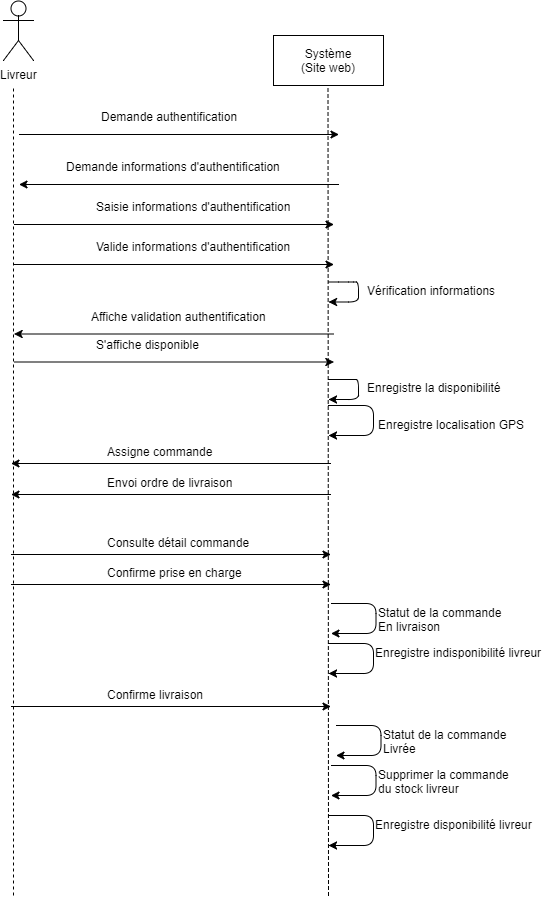 Livreur
Système
(Site web)
Demande authentification
Demande informations d'authentification
Saisie informations d'authentification
Valide informations d'authentification
Vérification informations
Affiche validation authentification
S'affiche disponible
Enregistre la disponibilité
Enregistre localisation GPS
Assigne commande
Envoi ordre de livraison
Consulte détail commande
Confirme prise en charge
Statut de la commande
En livraison
Enregistre indisponibilité livreur
Confirme livraison
Statut de la commande
Livrée
Supprimer la commande
du stock livreur
Enregistre disponibilité livreur